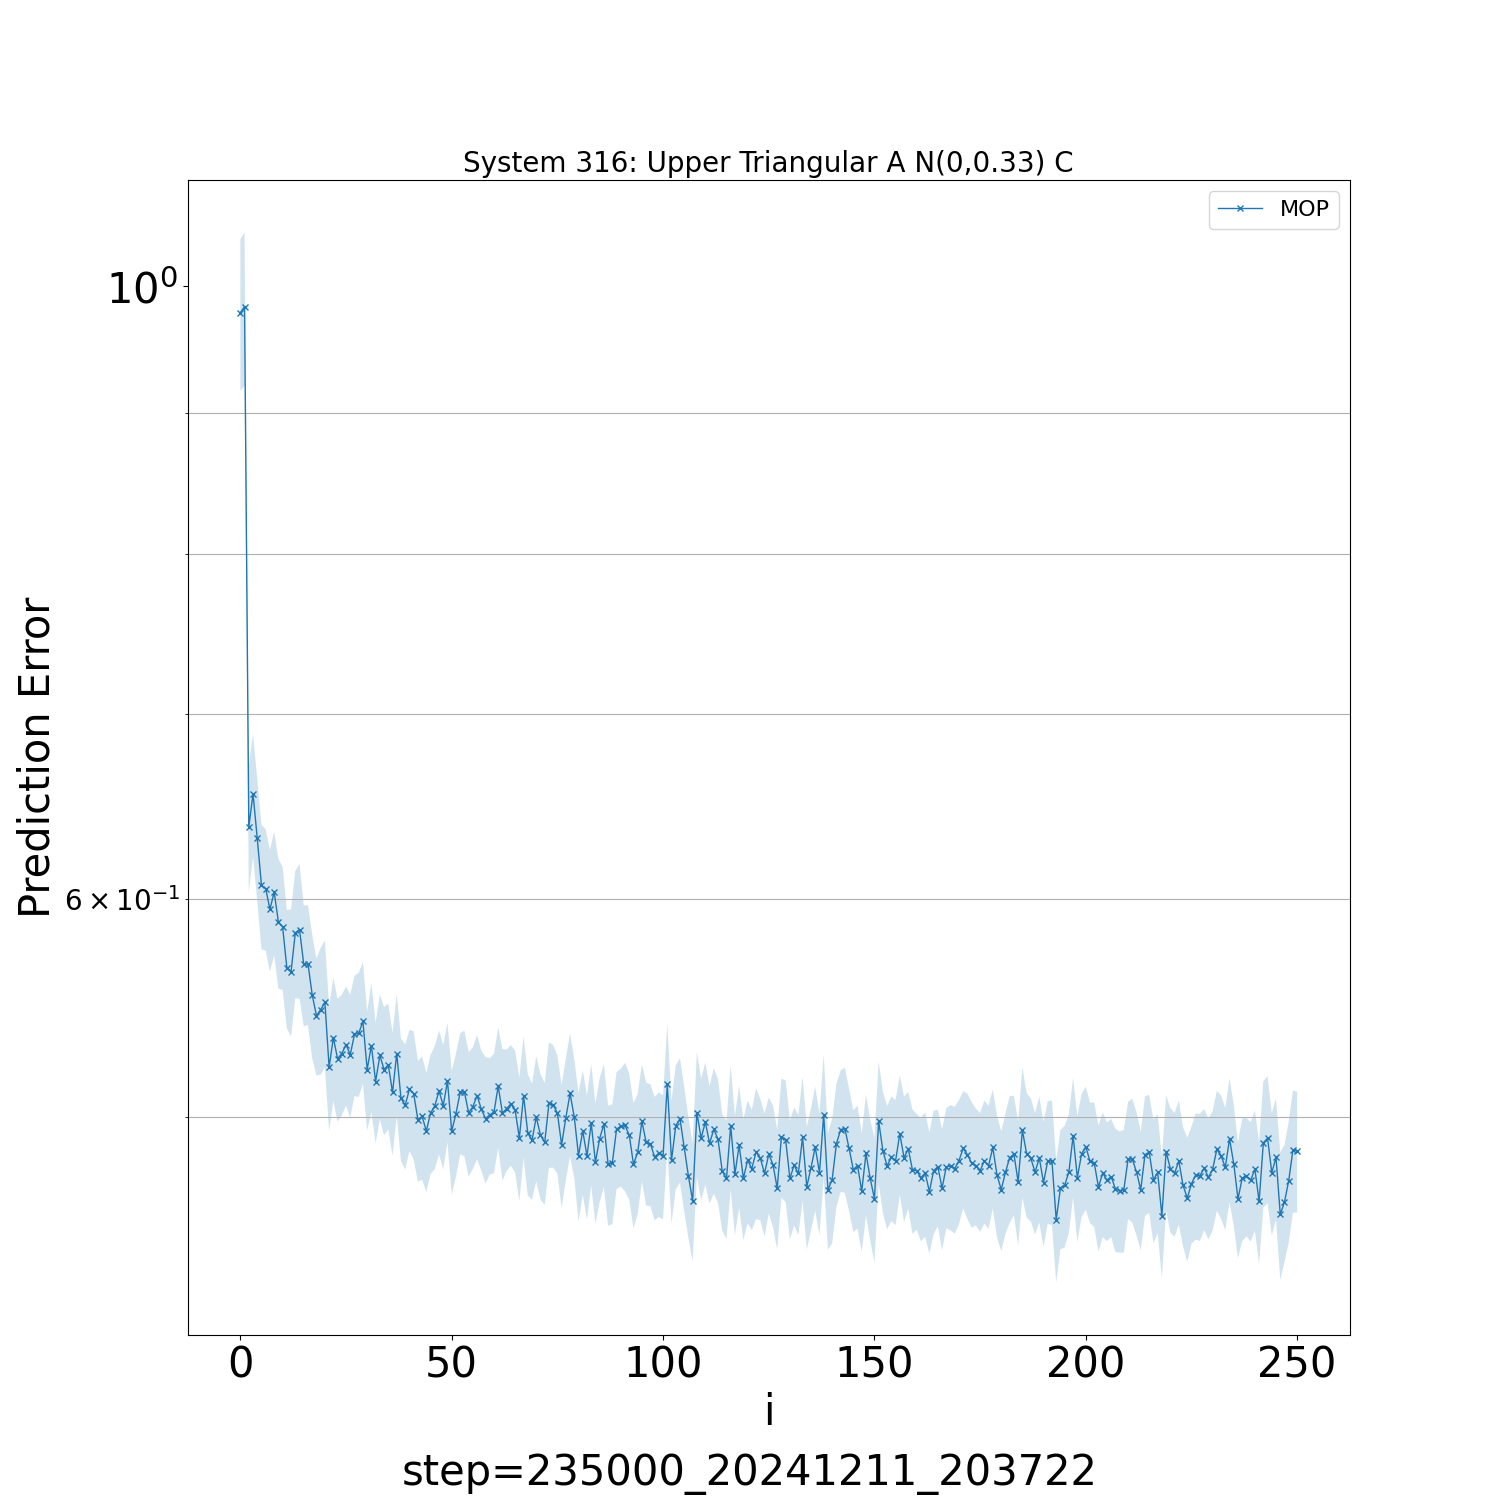 System 316: Upper Triangular A N(0,0.33) C
MOP
10⁰
6 × 10⁻¹
Prediction Error
0 50 100 150 200 250
i
step=235000_20241211_203722